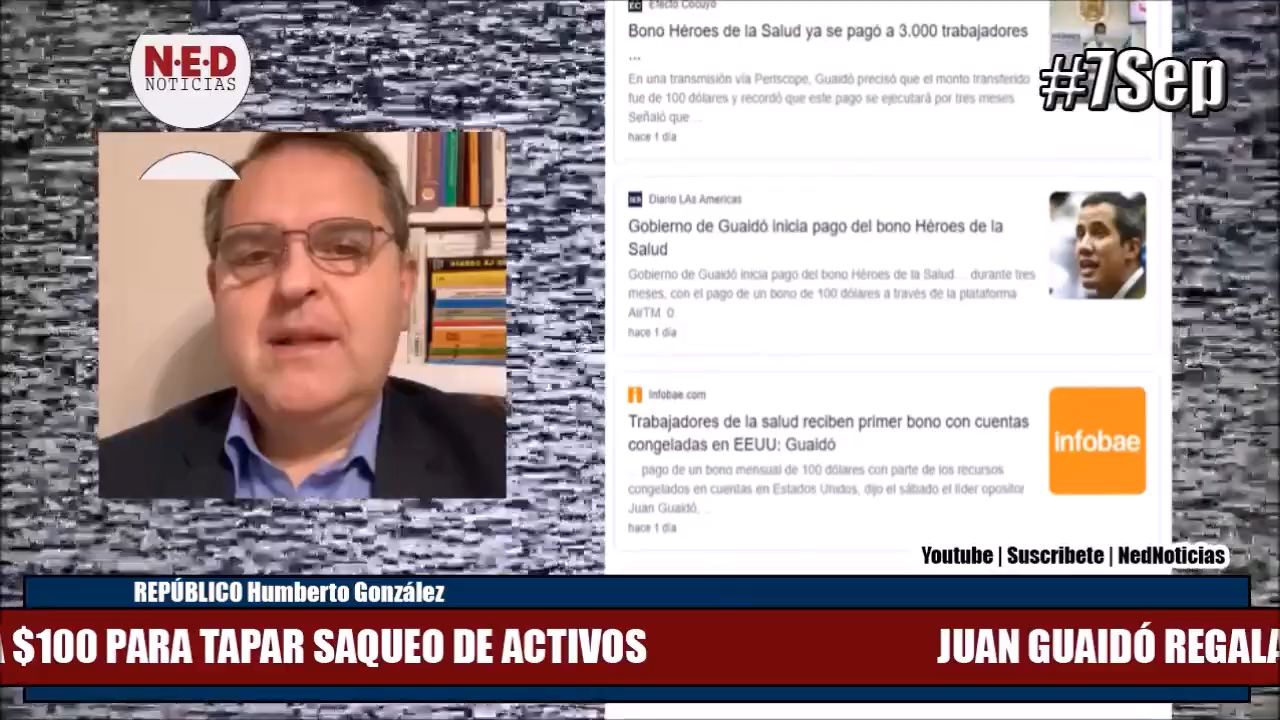 N·E·D
NOTICIAS
#7Sep
EC Efecto Cocuyo
Bono Héroes de la Salud ya se pagó a 3.000 trabajadores
...
En una transmisión vía Periscope, Guaidó precisó que el monto transferido
fue de 100 dólares y recordó que este pago se ejecutará por tres meses
Señaló que ...
hace 1 día
Diario LAs Americas
Gobierno de Guaidó inicia pago del bono Héroes de la
Salud
Gobierno de Guaidó inicia pago del bono Héroes de la Salud ... durante tres
meses, con el pago de un bono de 100 dólares a través de la plataforma
AirTM 0
hace 1 día
Infobae.com
Trabajadores de la salud reciben primer bono con cuentas
congeladas en EEUU: Guaidó
... pago de un bono mensual de 100 dólares con parte de los recursos
congelados en cuentas en Estados Unidos, dijo el sábado el líder opositor
Juan Guaidó, ...
hace 1 día
infobae
Youtube | Suscribete | NedNoticias
REPÚBLICO Humberto González
A $100 PARA TAPAR SAQUEO DE ACTIVOS JUAN GUAIDÓ REGALA